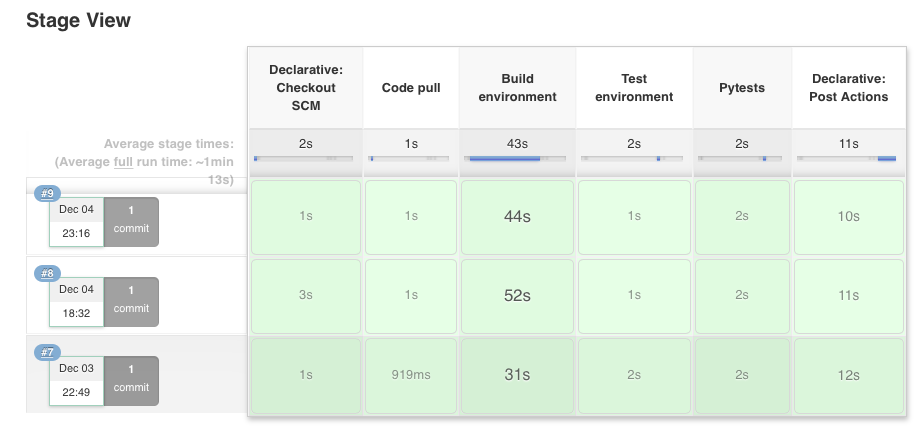 Stage View
Declarative:
Checkout
SCM
Code pull
Build
environment
Test
environment
Pytests
Declarative:
Post Actions
Average stage times:
(Average full run time: ~1min
13s)
2s
1s
43s
2s
2s
11s
#9
Dec 04
23:16
1
commit
1s
1s
44s
1s
2s
10s
#8
Dec 04
18:32
1
commit
3s
1s
52s
1s
2s
11s
#7
Dec 03
22:49
1
commit
1s
919ms
31s
2s
2s
12s